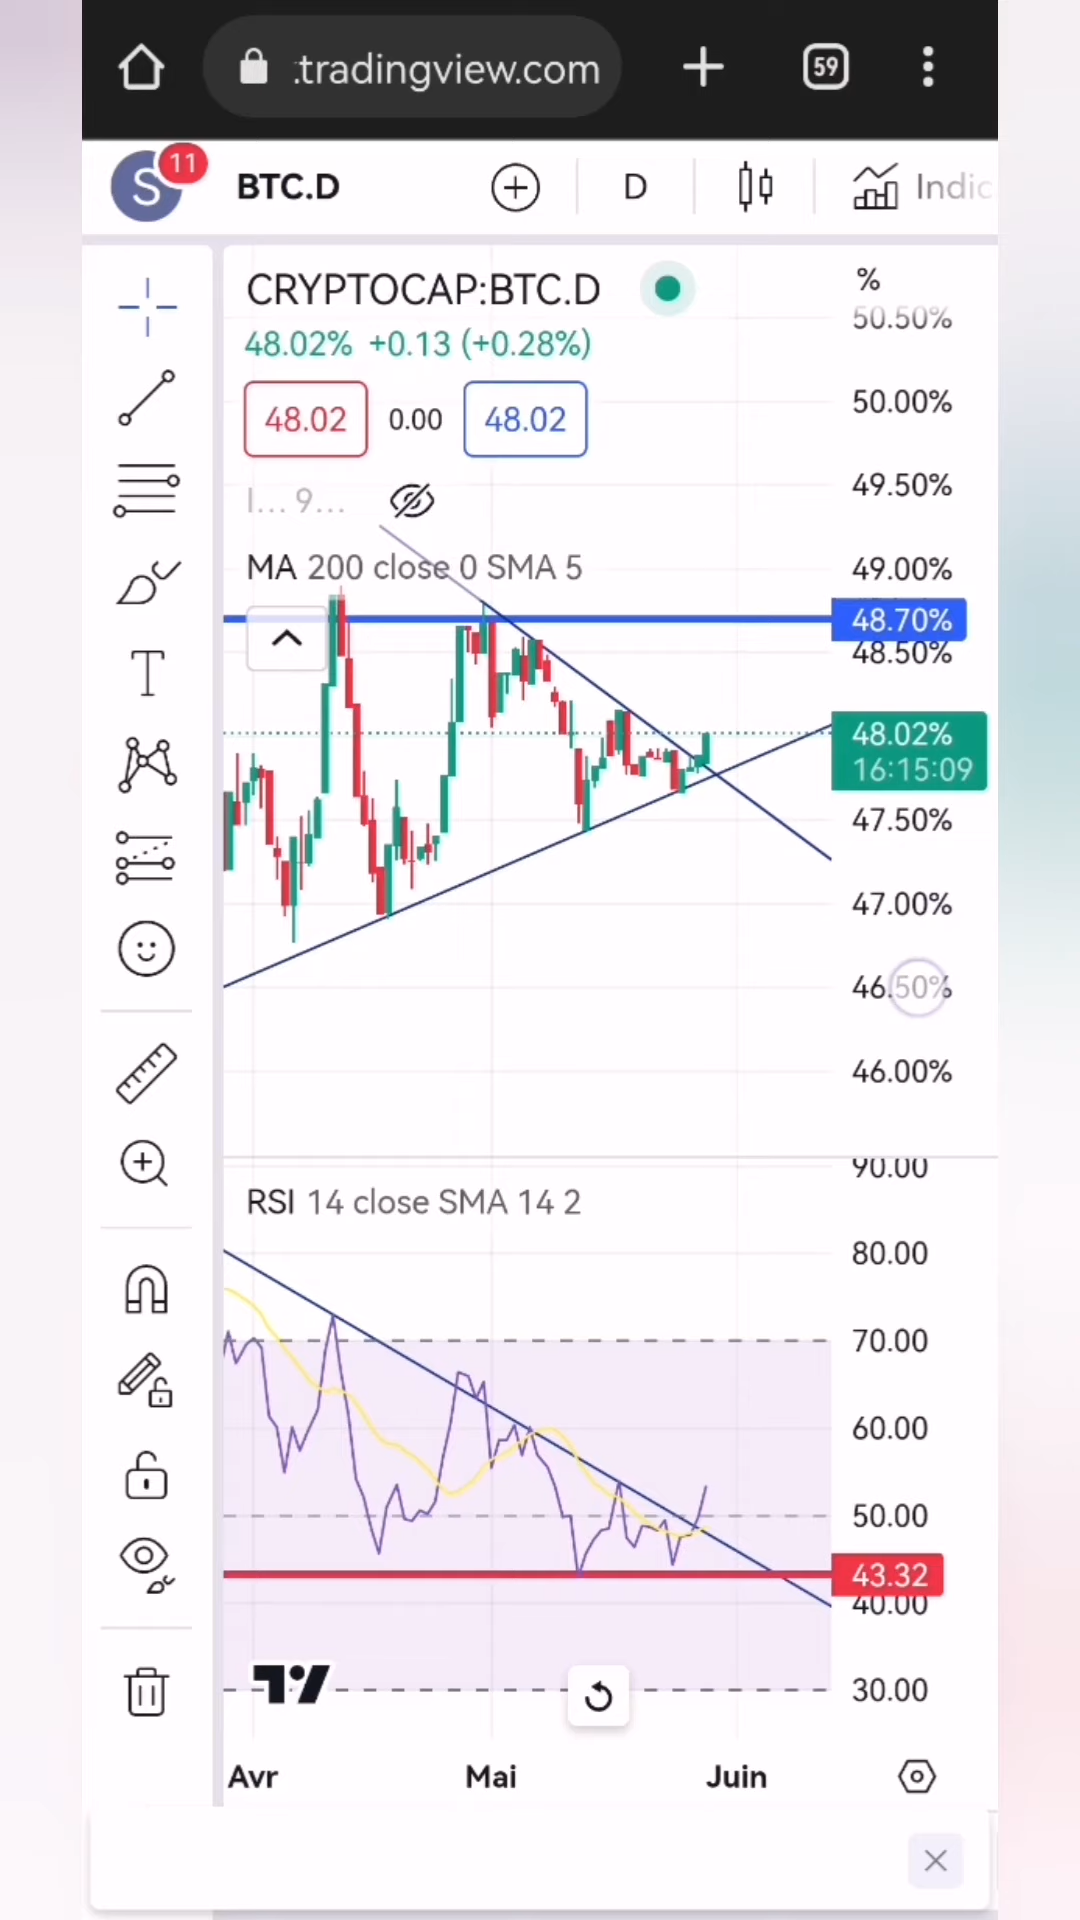 .tradingview.com
59
S
11
BTC.D
D
Indic
CRYPTOCAP:BTC.D
48.02% +0.13 (+0.28%)
48.02 0.00 48.02
I... 9...
MA 200 close 0 SMA 5
%
50.50%
50.00%
49.50%
49.00%
48.70%
48.50%
48.02%
16:15:09
47.50%
47.00%
46.50%
46.00%
RSI 14 close SMA 14 2
90.00
80.00
70.00
60.00
50.00
43.32
40.00
30.00
Avr Mai Juin